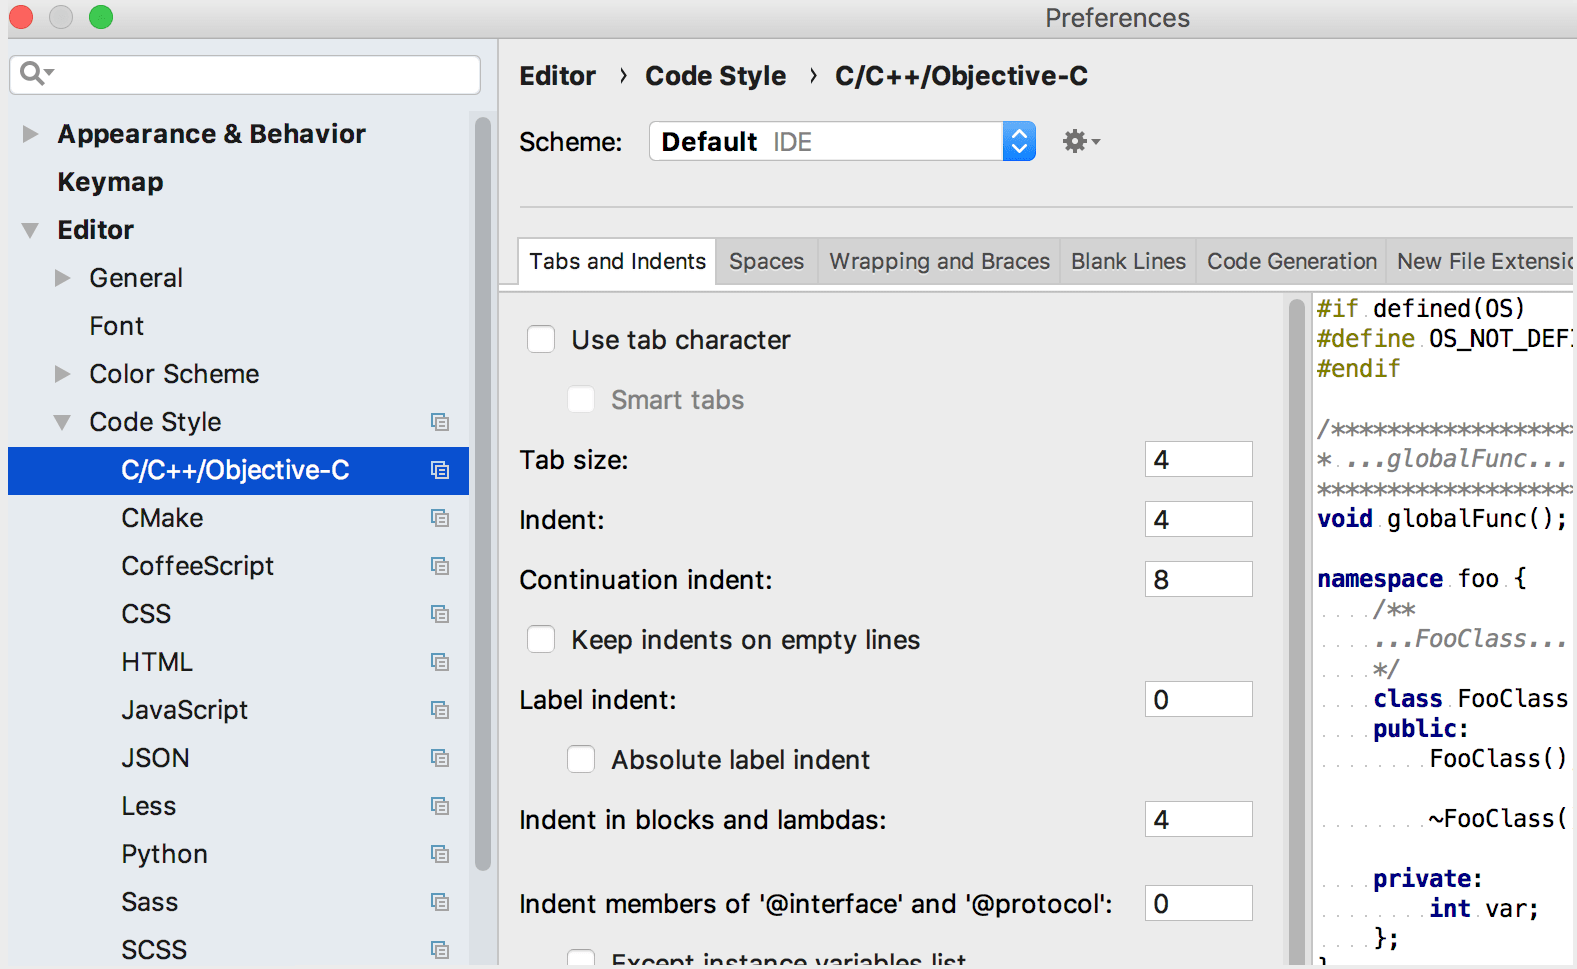 Preferences
Appearance & Behavior
Keymap
Editor
General
Font
Color Scheme
Code Style
C/C++/Objective-C
CMake
CoffeeScript
CSS
HTML
JavaScript
JSON
Less
Python
Sass
SCSS
Editor › Code Style › C/C++/Objective-C
Scheme: Default IDE
Tabs and Indents Spaces Wrapping and Braces Blank Lines Code Generation New File Extensio
Use tab character
Smart tabs
Tab size: 4
Indent: 4
Continuation indent: 8
Keep indents on empty lines
Label indent: 0
Absolute label indent
Indent in blocks and lambdas: 4
Indent members of '@interface' and '@protocol': 0
Except instance variables list
#if defined(OS)
#define OS_NOT_DEFI
#endif
/*****************
* ...globalFunc...
******************
void globalFunc();
namespace foo {
/**
...FooClass...
*/
class FooClass
public:
FooClass()
~FooClass(
private:
int var;
};
}